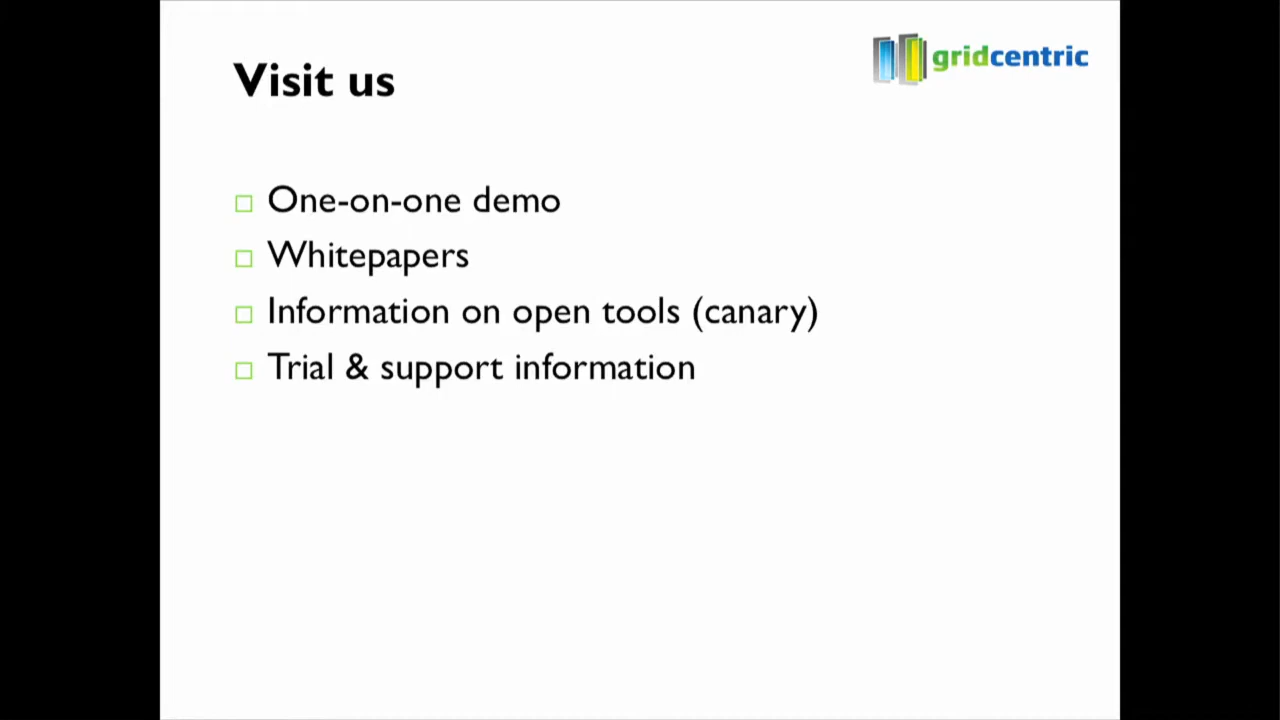 gridcentric
Visit us
One-on-one demo
Whitepapers
Information on open tools (canary)
Trial & support information